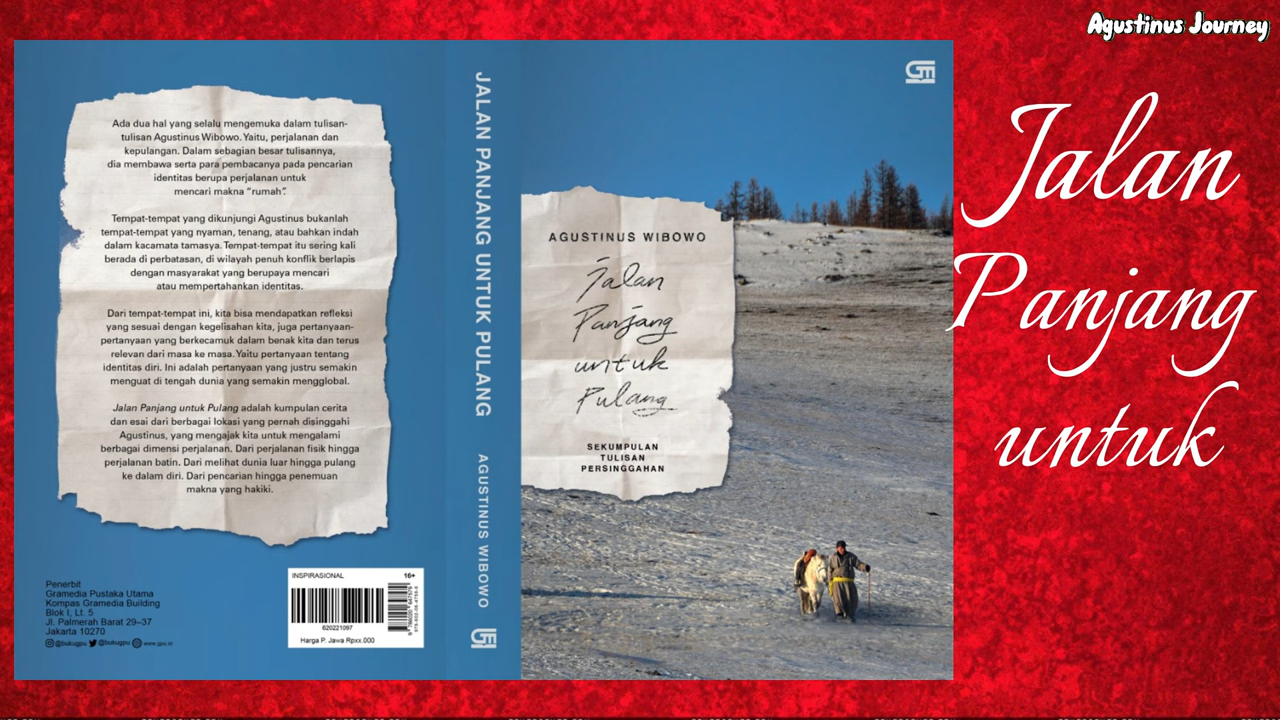 Agustinus Journey
Ada dua hal yang selalu mengemuka dalam tulisan-
tulisan Agustinus Wibowo. Yaitu, perjalanan dan
kepulangan. Dalam sebagian besar tulisannya,
dia membawa serta para pembacanya pada pencarian
identitas berupa perjalanan untuk
mencari makna “rumah”.
Tempat-tempat yang dikunjungi Agustinus bukanlah
tempat-tempat yang nyaman, tenang, atau bahkan indah
dalam kacamata tamasya. Tempat-tempat itu sering kali
berada di perbatasan, di wilayah penuh konflik berlapis
dengan masyarakat yang berupaya mencari
atau mempertahankan identitas.
Dari tempat-tempat ini, kita bisa mendapatkan refleksi
yang sesuai dengan kegelisahan kita, juga pertanyaan-
pertanyaan yang berkecamuk dalam benak kita dan terus
relevan dari masa ke masa. Yaitu pertanyaan tentang
identitas diri. Ini adalah pertanyaan yang justru semakin
menguat di tengah dunia yang semakin mengglobal.
Jalan Panjang untuk Pulang adalah kumpulan cerita
dan esai dari berbagai lokasi yang pernah disinggahi
Agustinus, yang mengajak kita untuk mengalami
berbagai dimensi perjalanan. Dari perjalanan fisik hingga
perjalanan batin. Dari melihat dunia luar hingga pulang
ke dalam diri. Dari pencarian hingga penemuan
makna yang hakiki.
Penerbit
Gramedia Pustaka Utama
Kompas Gramedia Building
Blok I, Lt. 5
Jl. Palmerah Barat 29–37
Jakarta 10270
@bukugpu @bukugpu www.gpu.id
INSPIRASIONAL 16+
620221097
Harga P. Jawa Rpxx.000
JALAN PANJANG UNTUK PULANG
AGUSTINUS WIBOWO
AGUSTINUS WIBOWO
Jalan
Panjang
untuk
Pulang
SEKUMPULAN
TULISAN
PERSINGGAHAN
Jalan
Panjang
untuk